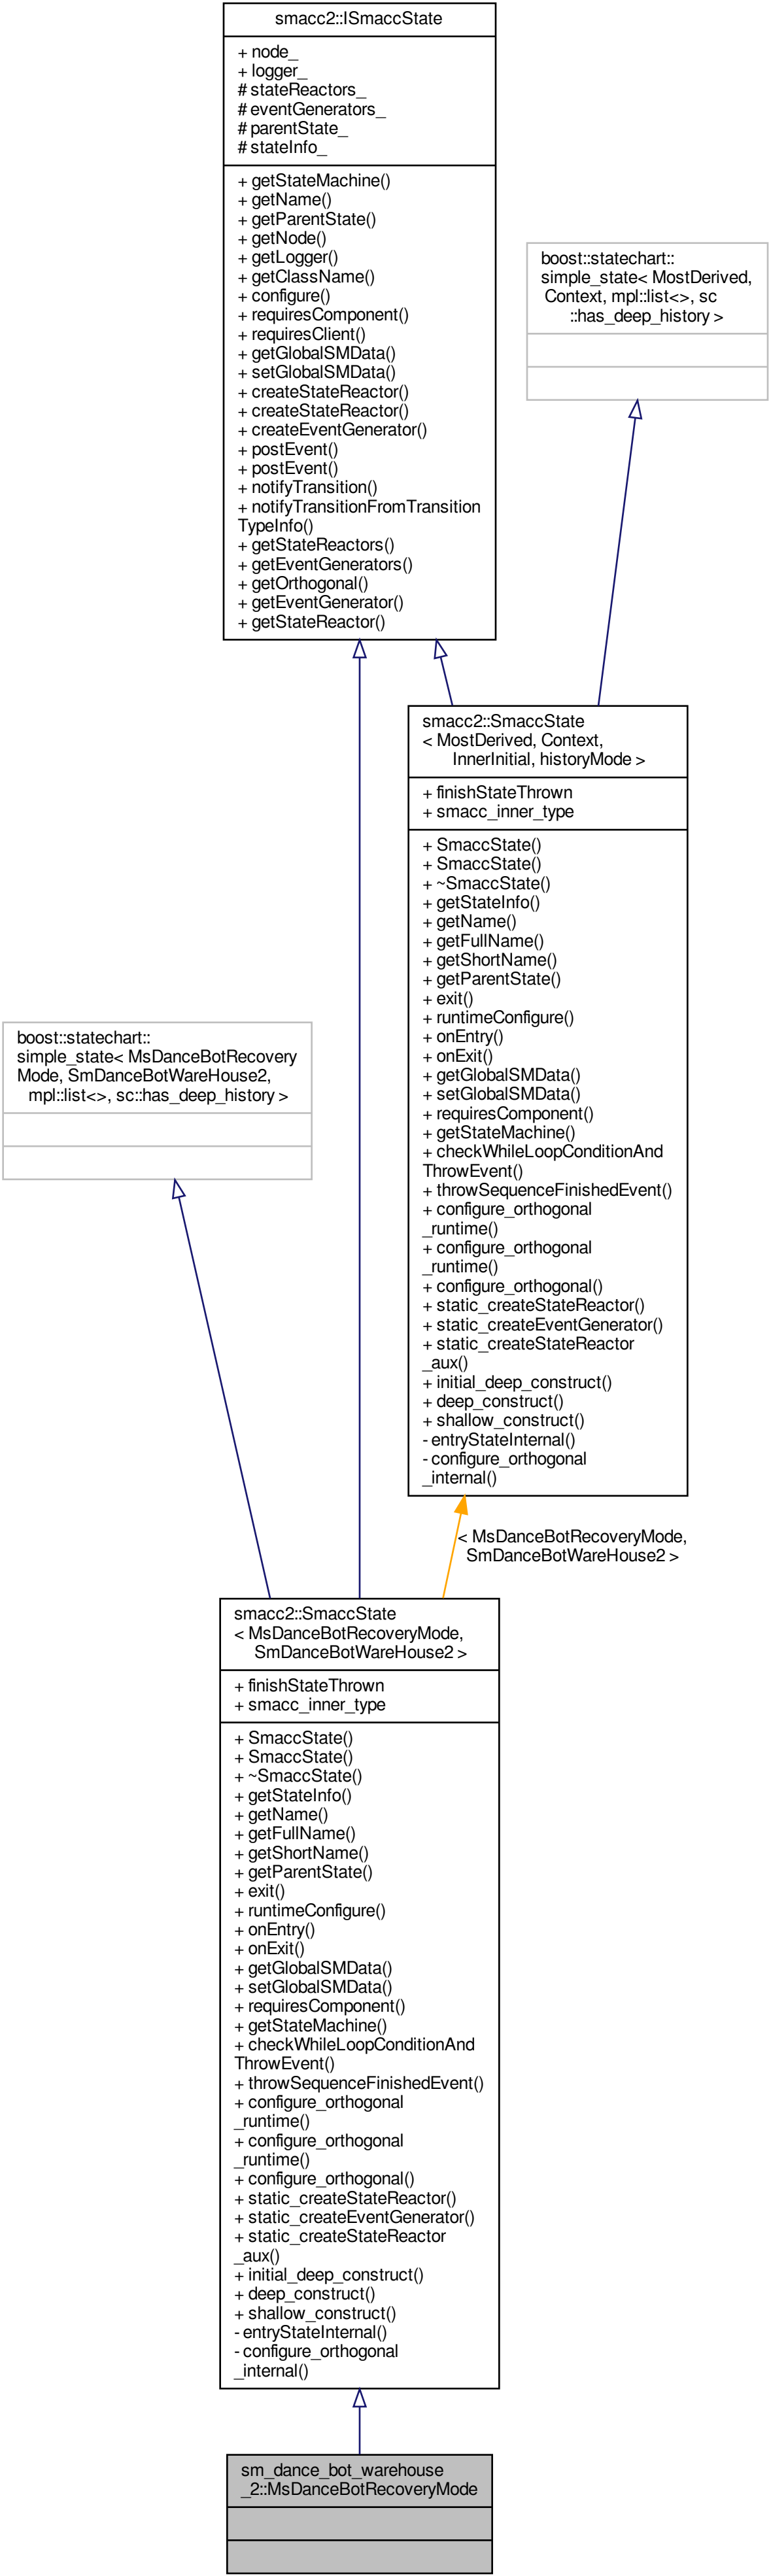 smacc2::ISmaccState
+ node_
+ logger_
# stateReactors_
# eventGenerators_
# parentState_
# stateInfo_
+ getStateMachine()
+ getName()
+ getParentState()
+ getNode()
+ getLogger()
+ getClassName()
+ configure()
+ requiresComponent()
+ requiresClient()
+ getGlobalSMData()
+ setGlobalSMData()
+ createStateReactor()
+ createStateReactor()
+ createEventGenerator()
+ postEvent()
+ postEvent()
+ notifyTransition()
+ notifyTransitionFromTransition
TypeInfo()
+ getStateReactors()
+ getEventGenerators()
+ getOrthogonal()
+ getEventGenerator()
+ getStateReactor()
boost::statechart::
simple_state< MostDerived,
Context, mpl::list<>, sc
::has_deep_history >
smacc2::SmaccState
< MostDerived, Context,
InnerInitial, historyMode >
+ finishStateThrown
+ smacc_inner_type
+ SmaccState()
+ SmaccState()
+ ~SmaccState()
+ getStateInfo()
+ getName()
+ getFullName()
+ getShortName()
+ getParentState()
+ exit()
+ runtimeConfigure()
+ onEntry()
+ onExit()
+ getGlobalSMData()
+ setGlobalSMData()
+ requiresComponent()
+ getStateMachine()
+ checkWhileLoopConditionAnd
ThrowEvent()
+ throwSequenceFinishedEvent()
+ configure_orthogonal
_runtime()
+ configure_orthogonal
_runtime()
+ configure_orthogonal()
+ static_createStateReactor()
+ static_createEventGenerator()
+ static_createStateReactor
_aux()
+ initial_deep_construct()
+ deep_construct()
+ shallow_construct()
- entryStateInternal()
- configure_orthogonal
_internal()
boost::statechart::
simple_state< MsDanceBotRecovery
Mode, SmDanceBotWareHouse2,
mpl::list<>, sc::has_deep_history >
< MsDanceBotRecoveryMode,
SmDanceBotWareHouse2 >
smacc2::SmaccState
< MsDanceBotRecoveryMode,
SmDanceBotWareHouse2 >
+ finishStateThrown
+ smacc_inner_type
+ SmaccState()
+ SmaccState()
+ ~SmaccState()
+ getStateInfo()
+ getName()
+ getFullName()
+ getShortName()
+ getParentState()
+ exit()
+ runtimeConfigure()
+ onEntry()
+ onExit()
+ getGlobalSMData()
+ setGlobalSMData()
+ requiresComponent()
+ getStateMachine()
+ checkWhileLoopConditionAnd
ThrowEvent()
+ throwSequenceFinishedEvent()
+ configure_orthogonal
_runtime()
+ configure_orthogonal
_runtime()
+ configure_orthogonal()
+ static_createStateReactor()
+ static_createEventGenerator()
+ static_createStateReactor
_aux()
+ initial_deep_construct()
+ deep_construct()
+ shallow_construct()
- entryStateInternal()
- configure_orthogonal
_internal()
sm_dance_bot_warehouse
_2::MsDanceBotRecoveryMode